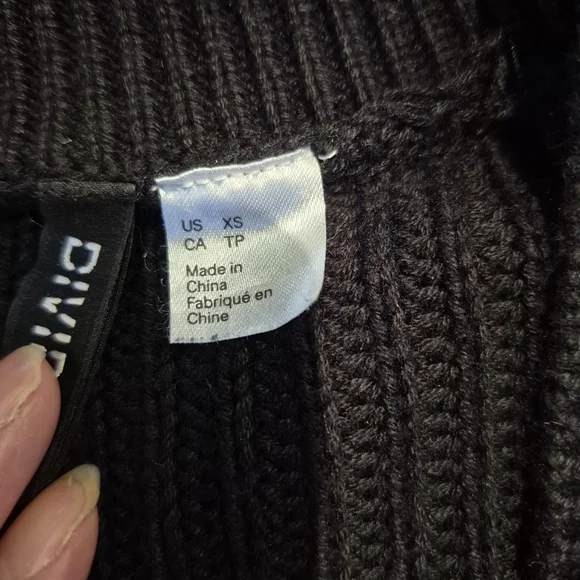 US XS
CA TP
Made in
China
Fabriqué en
Chine